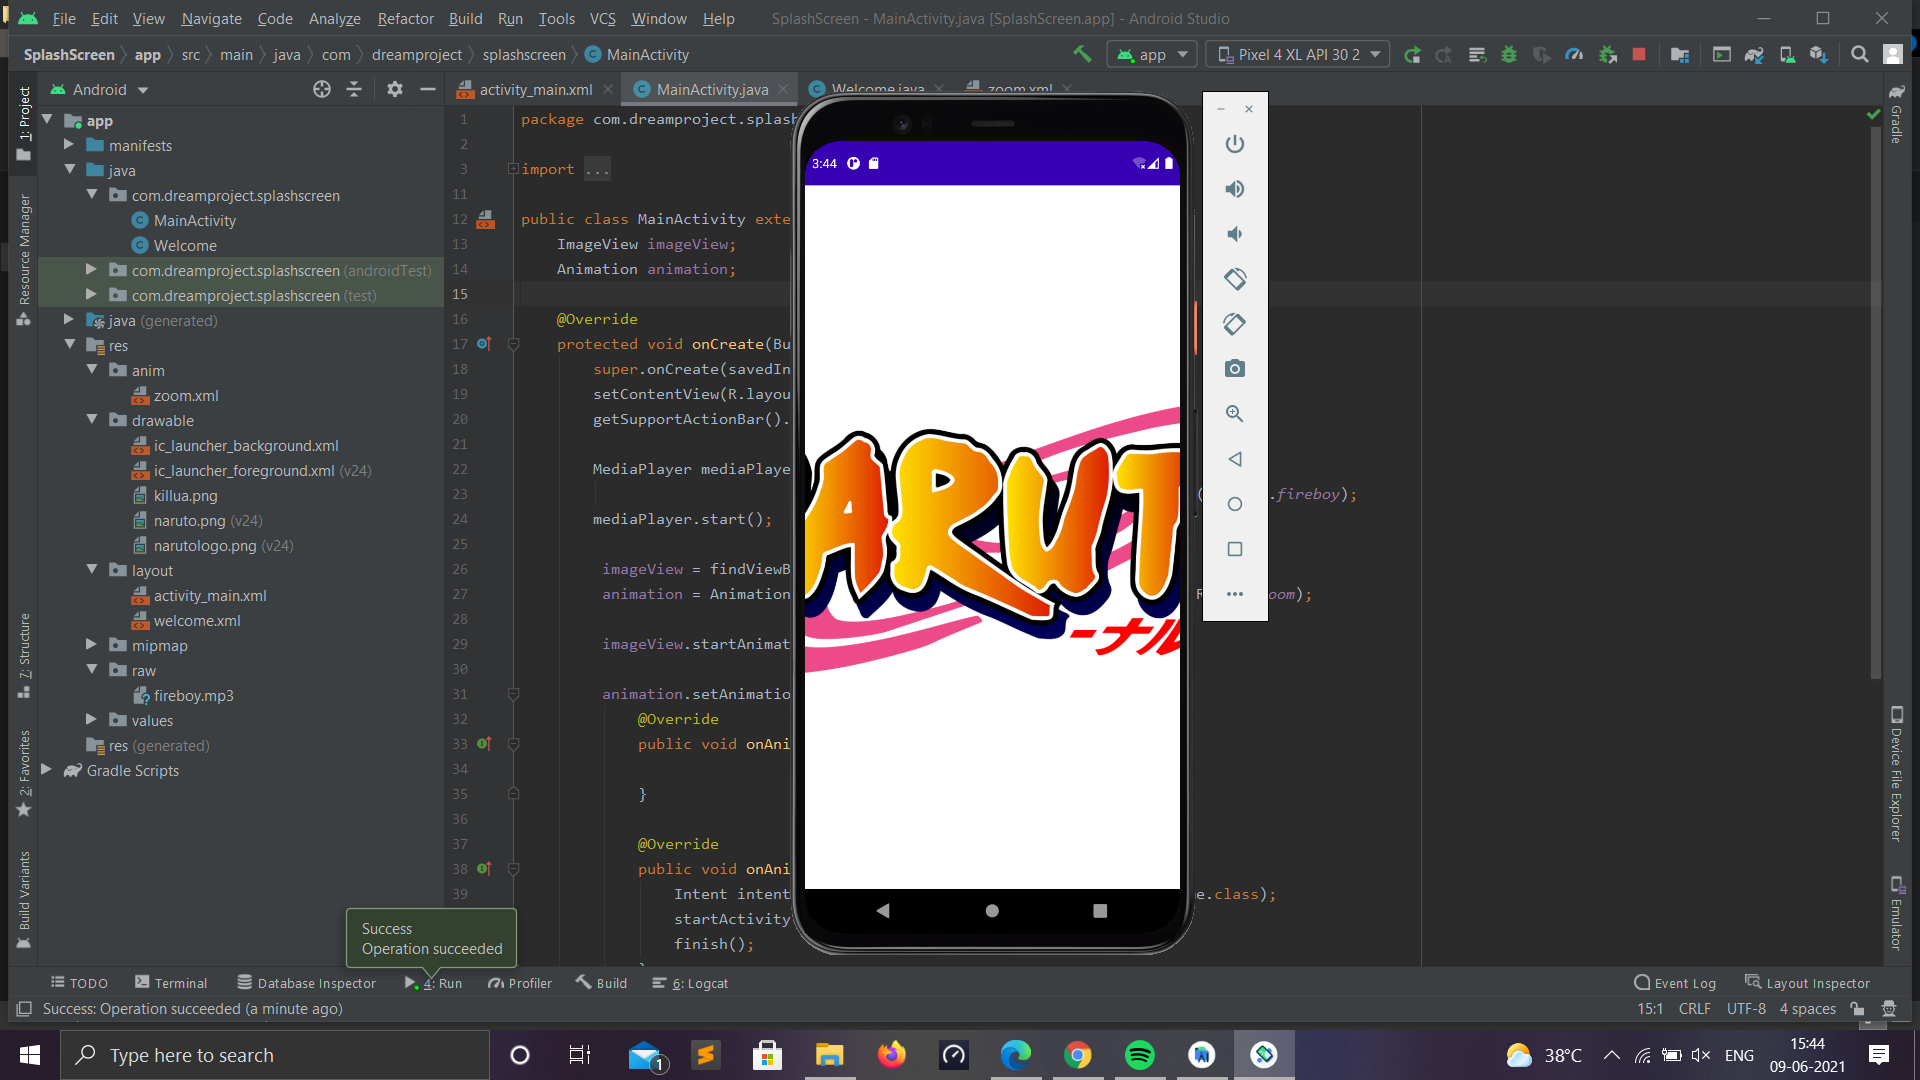 File Edit View Navigate Code Analyze Refactor Build Run Tools VCS Window Help SplashScreen - MainActivity.java [SplashScreen.app] - Android Studio
SplashScreen app src main java com dreamproject splashscreen MainActivity app Pixel 4 XL API 30 2
Android
activity_main.xml MainActivity.java Welcome.java zoom.xml
1: Project
Resource Manager
7: Structure
2: Favorites
Build Variants
app
manifests
java
com.dreamproject.splashscreen
MainActivity
Welcome
com.dreamproject.splashscreen (androidTest)
com.dreamproject.splashscreen (test)
java (generated)
res
anim
zoom.xml
drawable
ic_launcher_background.xml
ic_launcher_foreground.xml (v24)
killua.png
naruto.png (v24)
narutologo.png (v24)
layout
activity_main.xml
welcome.xml
mipmap
raw
fireboy.mp3
values
res (generated)
Gradle Scripts
1 package com.dreamproject.splas
2
3 import ...
11
12 public class MainActivity exte
13 ImageView imageView;
14 Animation animation;
15
16 @Override
17 protected void onCreate(Bu
18 super.onCreate(savedIn
19 setContentView(R.layou
20 getSupportActionBar().
21
22 MediaPlayer mediaPlaye
23 .fireboy);
24 mediaPlayer.start();
25
26 imageView = findViewB
27 animation = Animation R oom);
28
29 imageView.startAnimat
30
31 animation.setAnimatio
32 @Override
33 public void onAni
34
35 }
36
37 @Override
38 public void onAni
39 Intent intent e.class);
startActivity
finish();
3:44
ARUT
ーナル
Gradle
Device File Explorer
Emulator
Success
Operation succeeded
TODO Terminal Database Inspector 4: Run Profiler Build 6: Logcat Event Log Layout Inspector
Success: Operation succeeded (a minute ago) 15:1 CRLF UTF-8 4 spaces
Type here to search 1 38°C ENG 15:44
09-06-2021